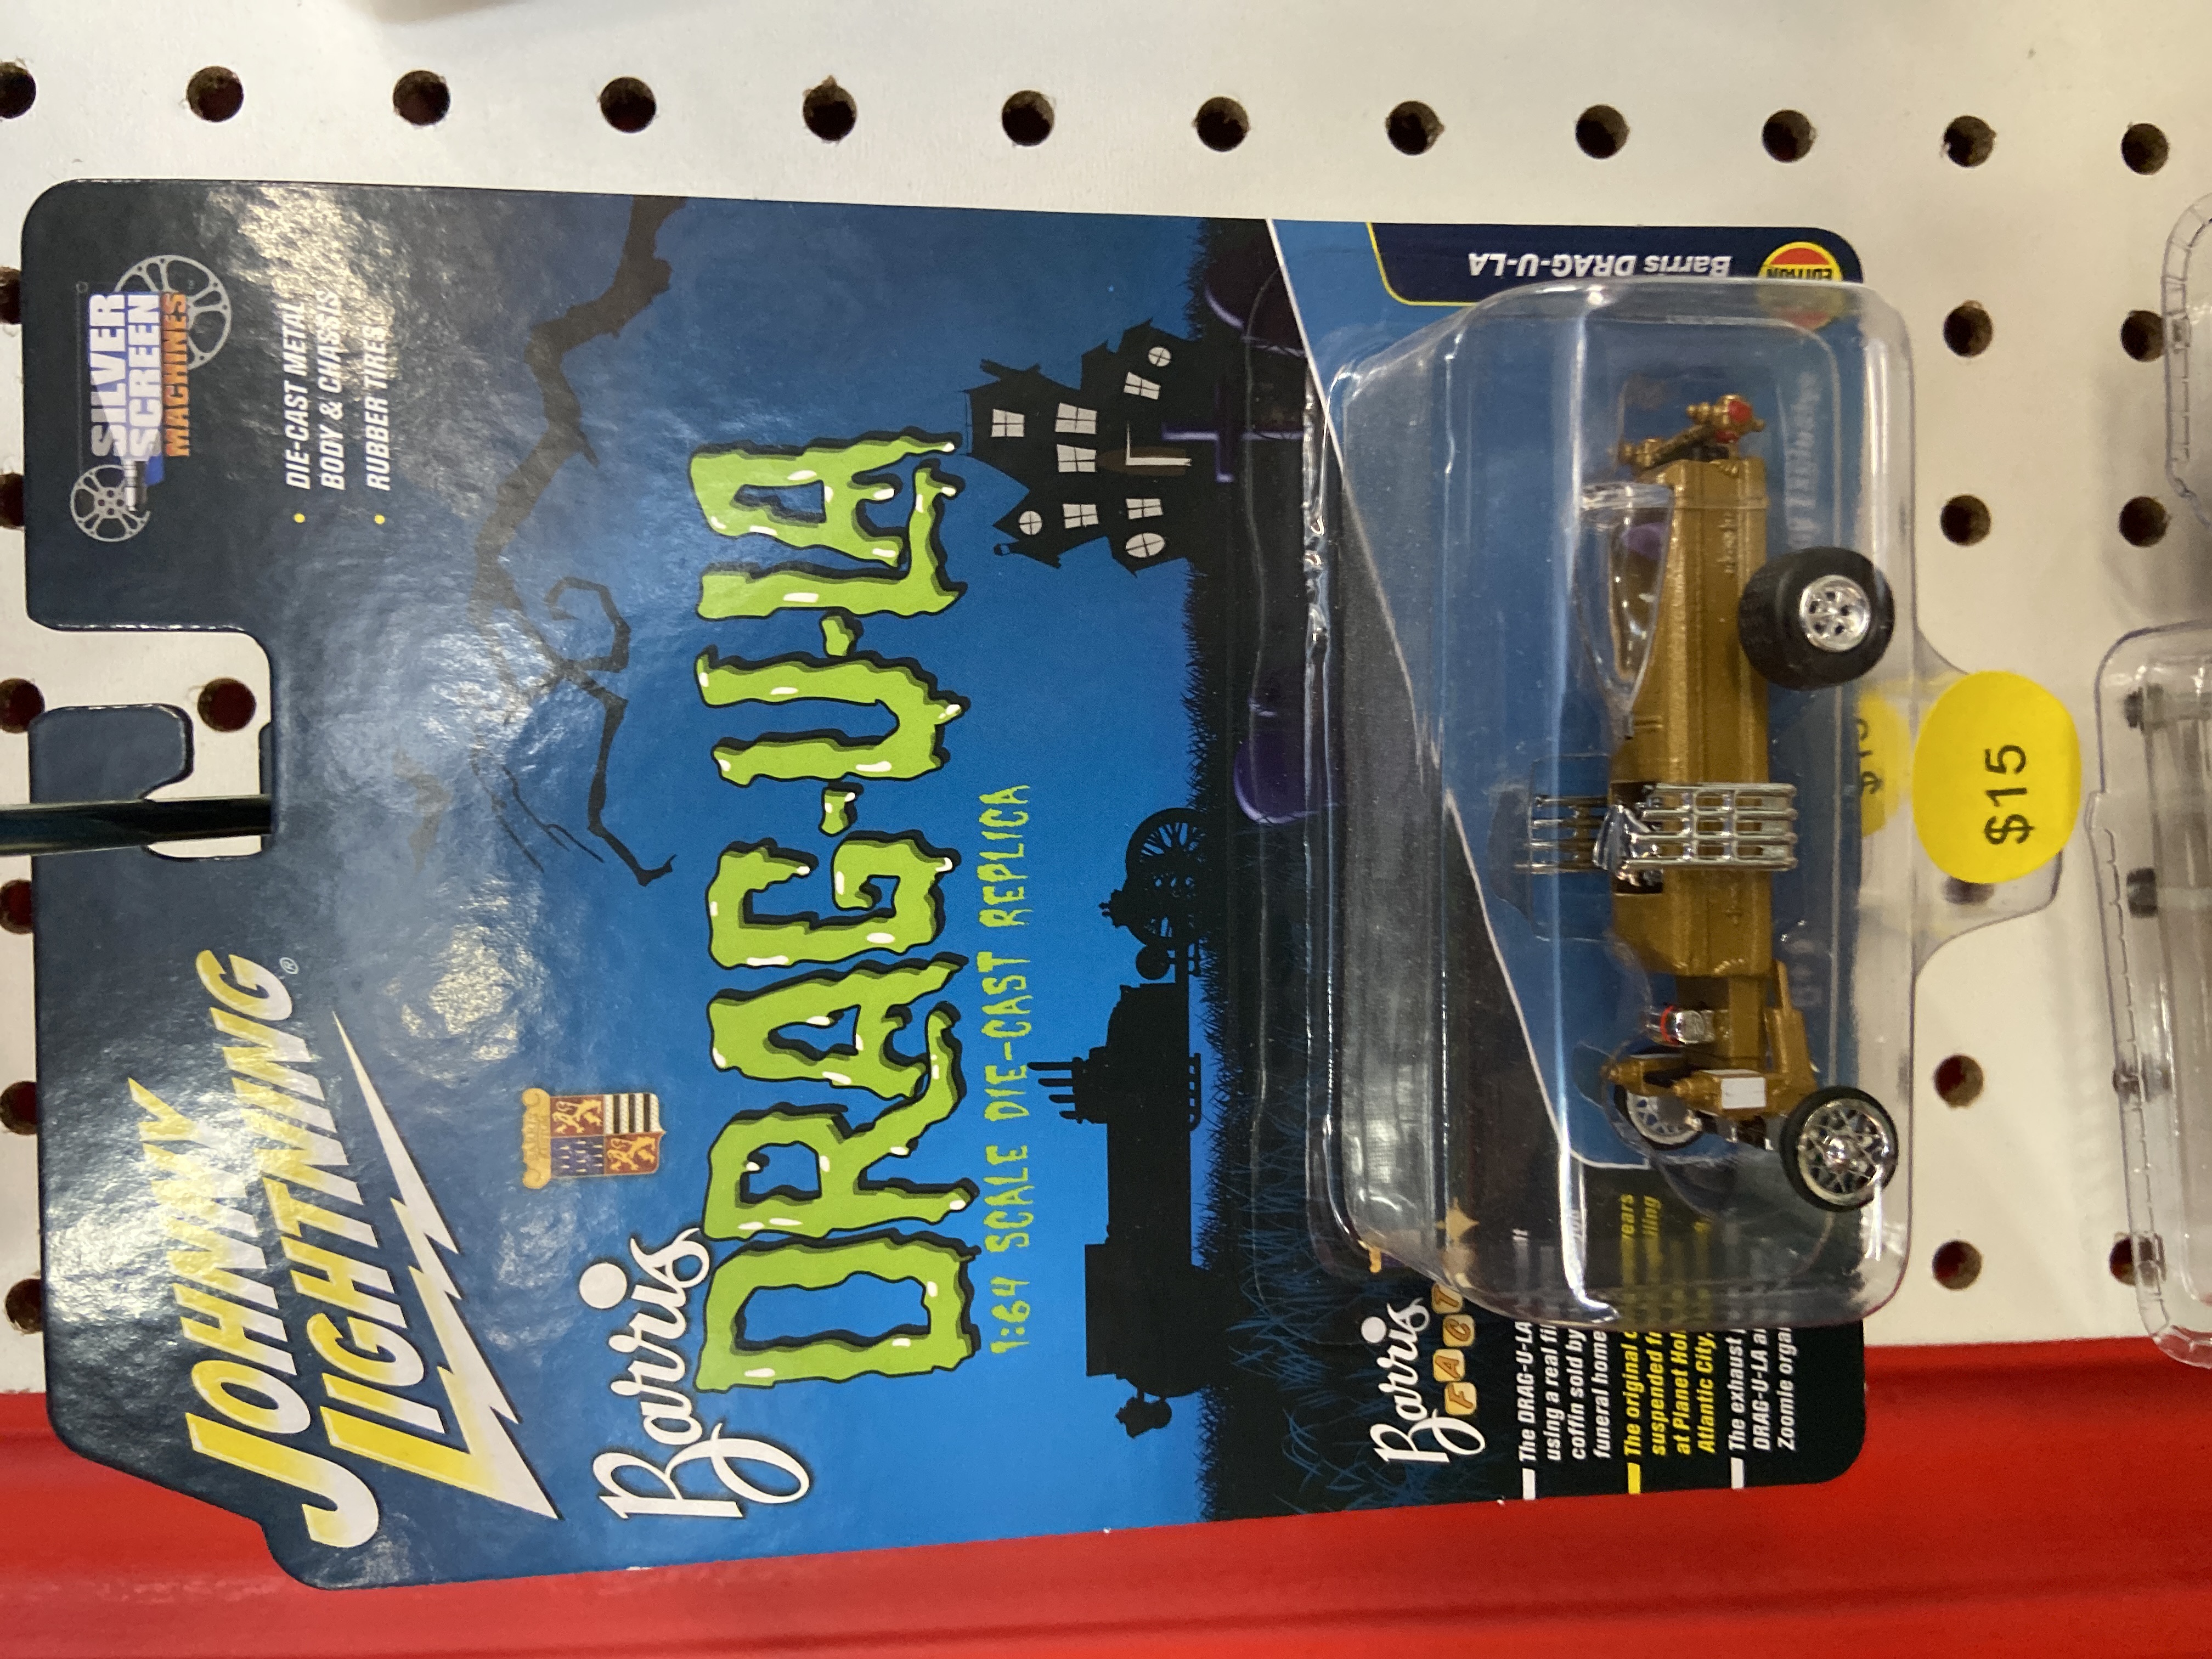 SILVER
SCREEN
MACHINES
JOHNNY
LIGHTNING®
• DIE-CAST METAL
BODY & CHASSIS
• RUBBER TIRES
Barris
DRAG-U-LA
1:64 SCALE DIE-CAST REPLICA
Barris
FACT
The DRAG-U-LA
using a real
coffin sold by
funeral home
The original
suspended
at Planet
Atlantic City,
The exhaust
DRAG-U-LA
Zoomie
Barris DRAG-U-LA
EDITION
$15